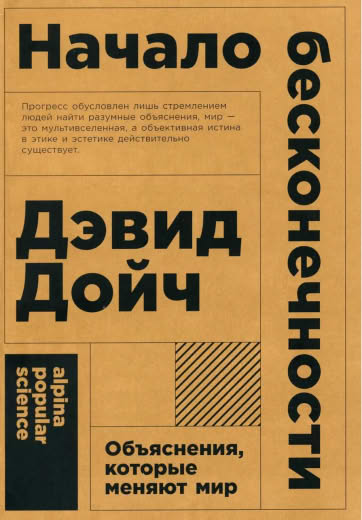 Начало
бесконечности
Прогресс обусловлен лишь стремлением
людей найти разумные объяснения, мир —
это мультивселенная, а объективная истина
в этике и эстетике действительно
существует.
Дэвид
Дойч
alpina
popular
science
Объяснения,
которые
меняют мир